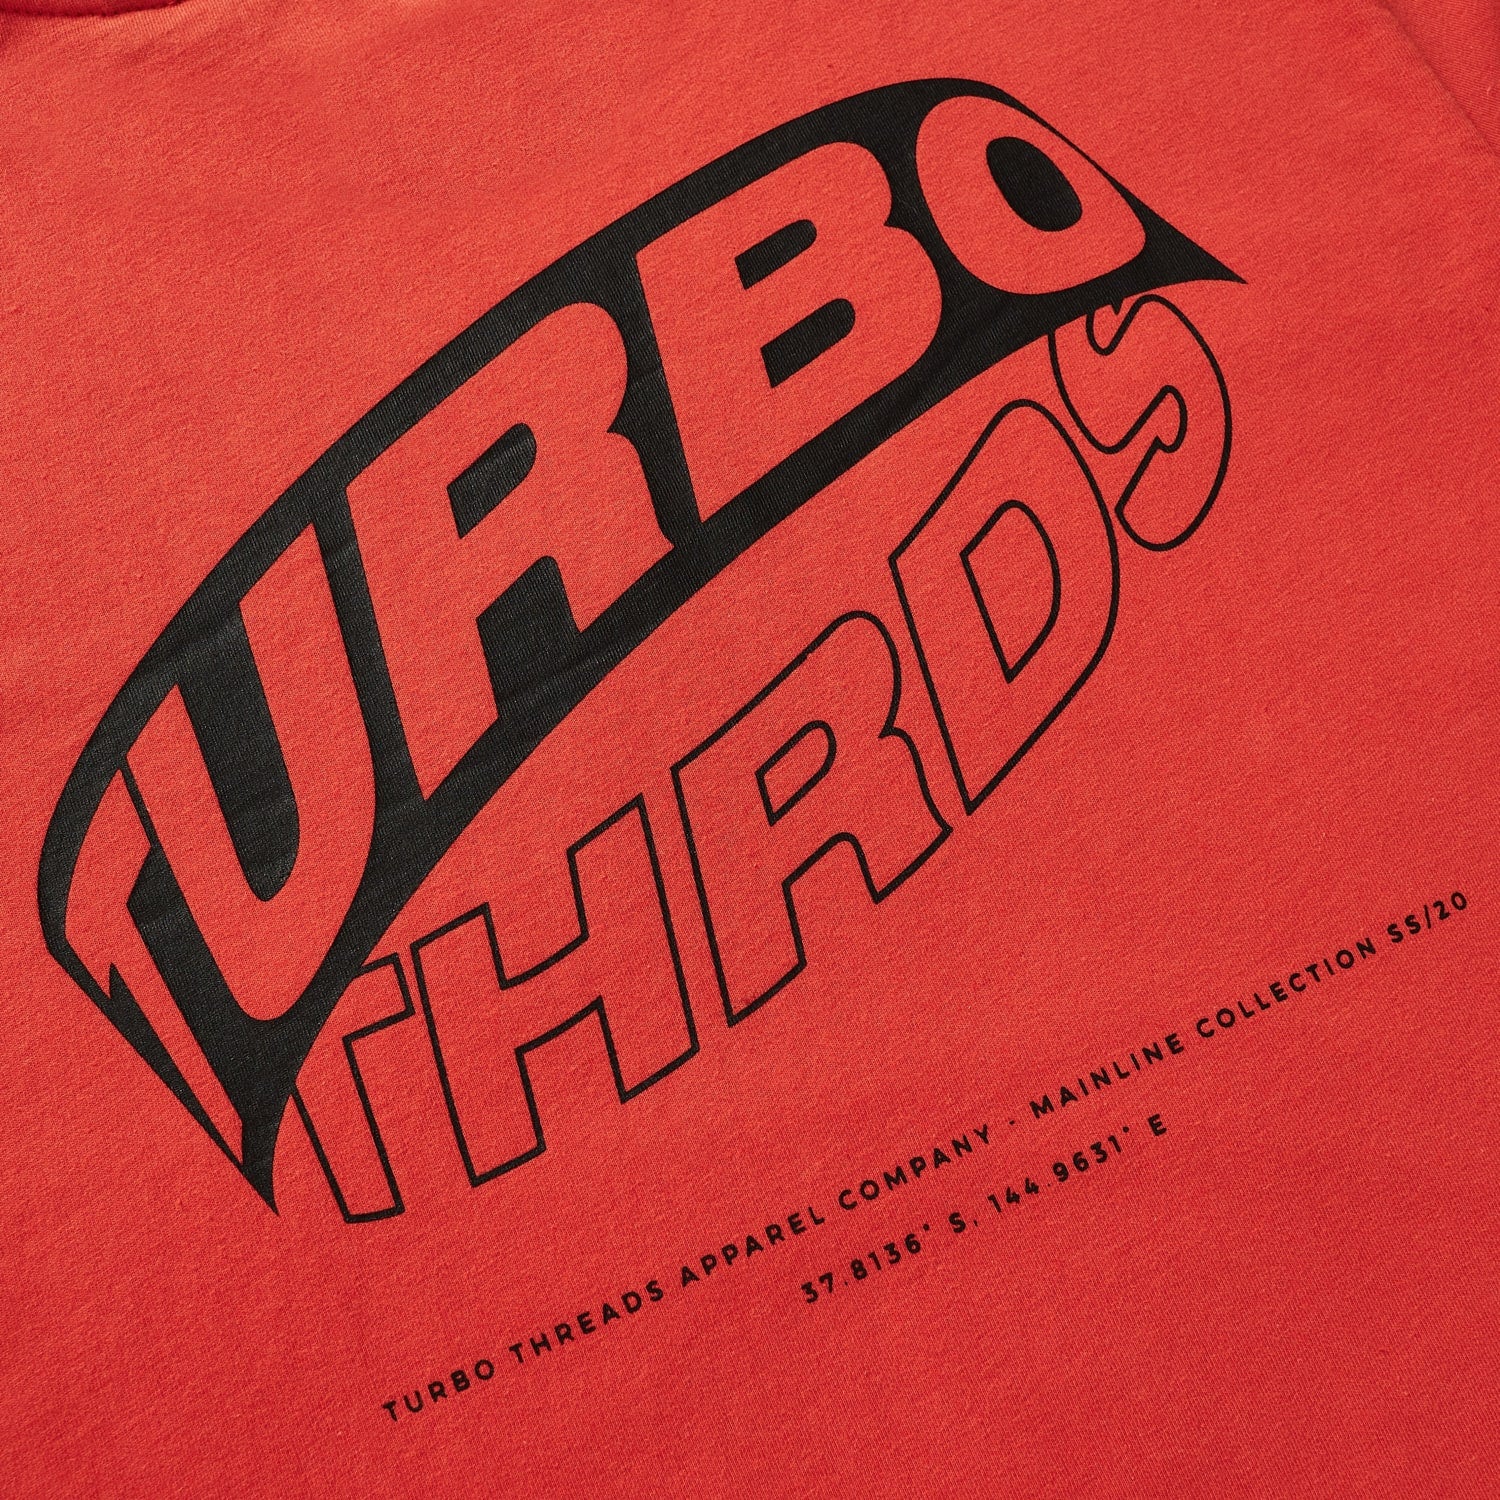 TURBO
THRDS
TURBO THREADS APPAREL COMPANY - MAINLINE COLLECTION SS/20
37.8136° S, 144.9631° E